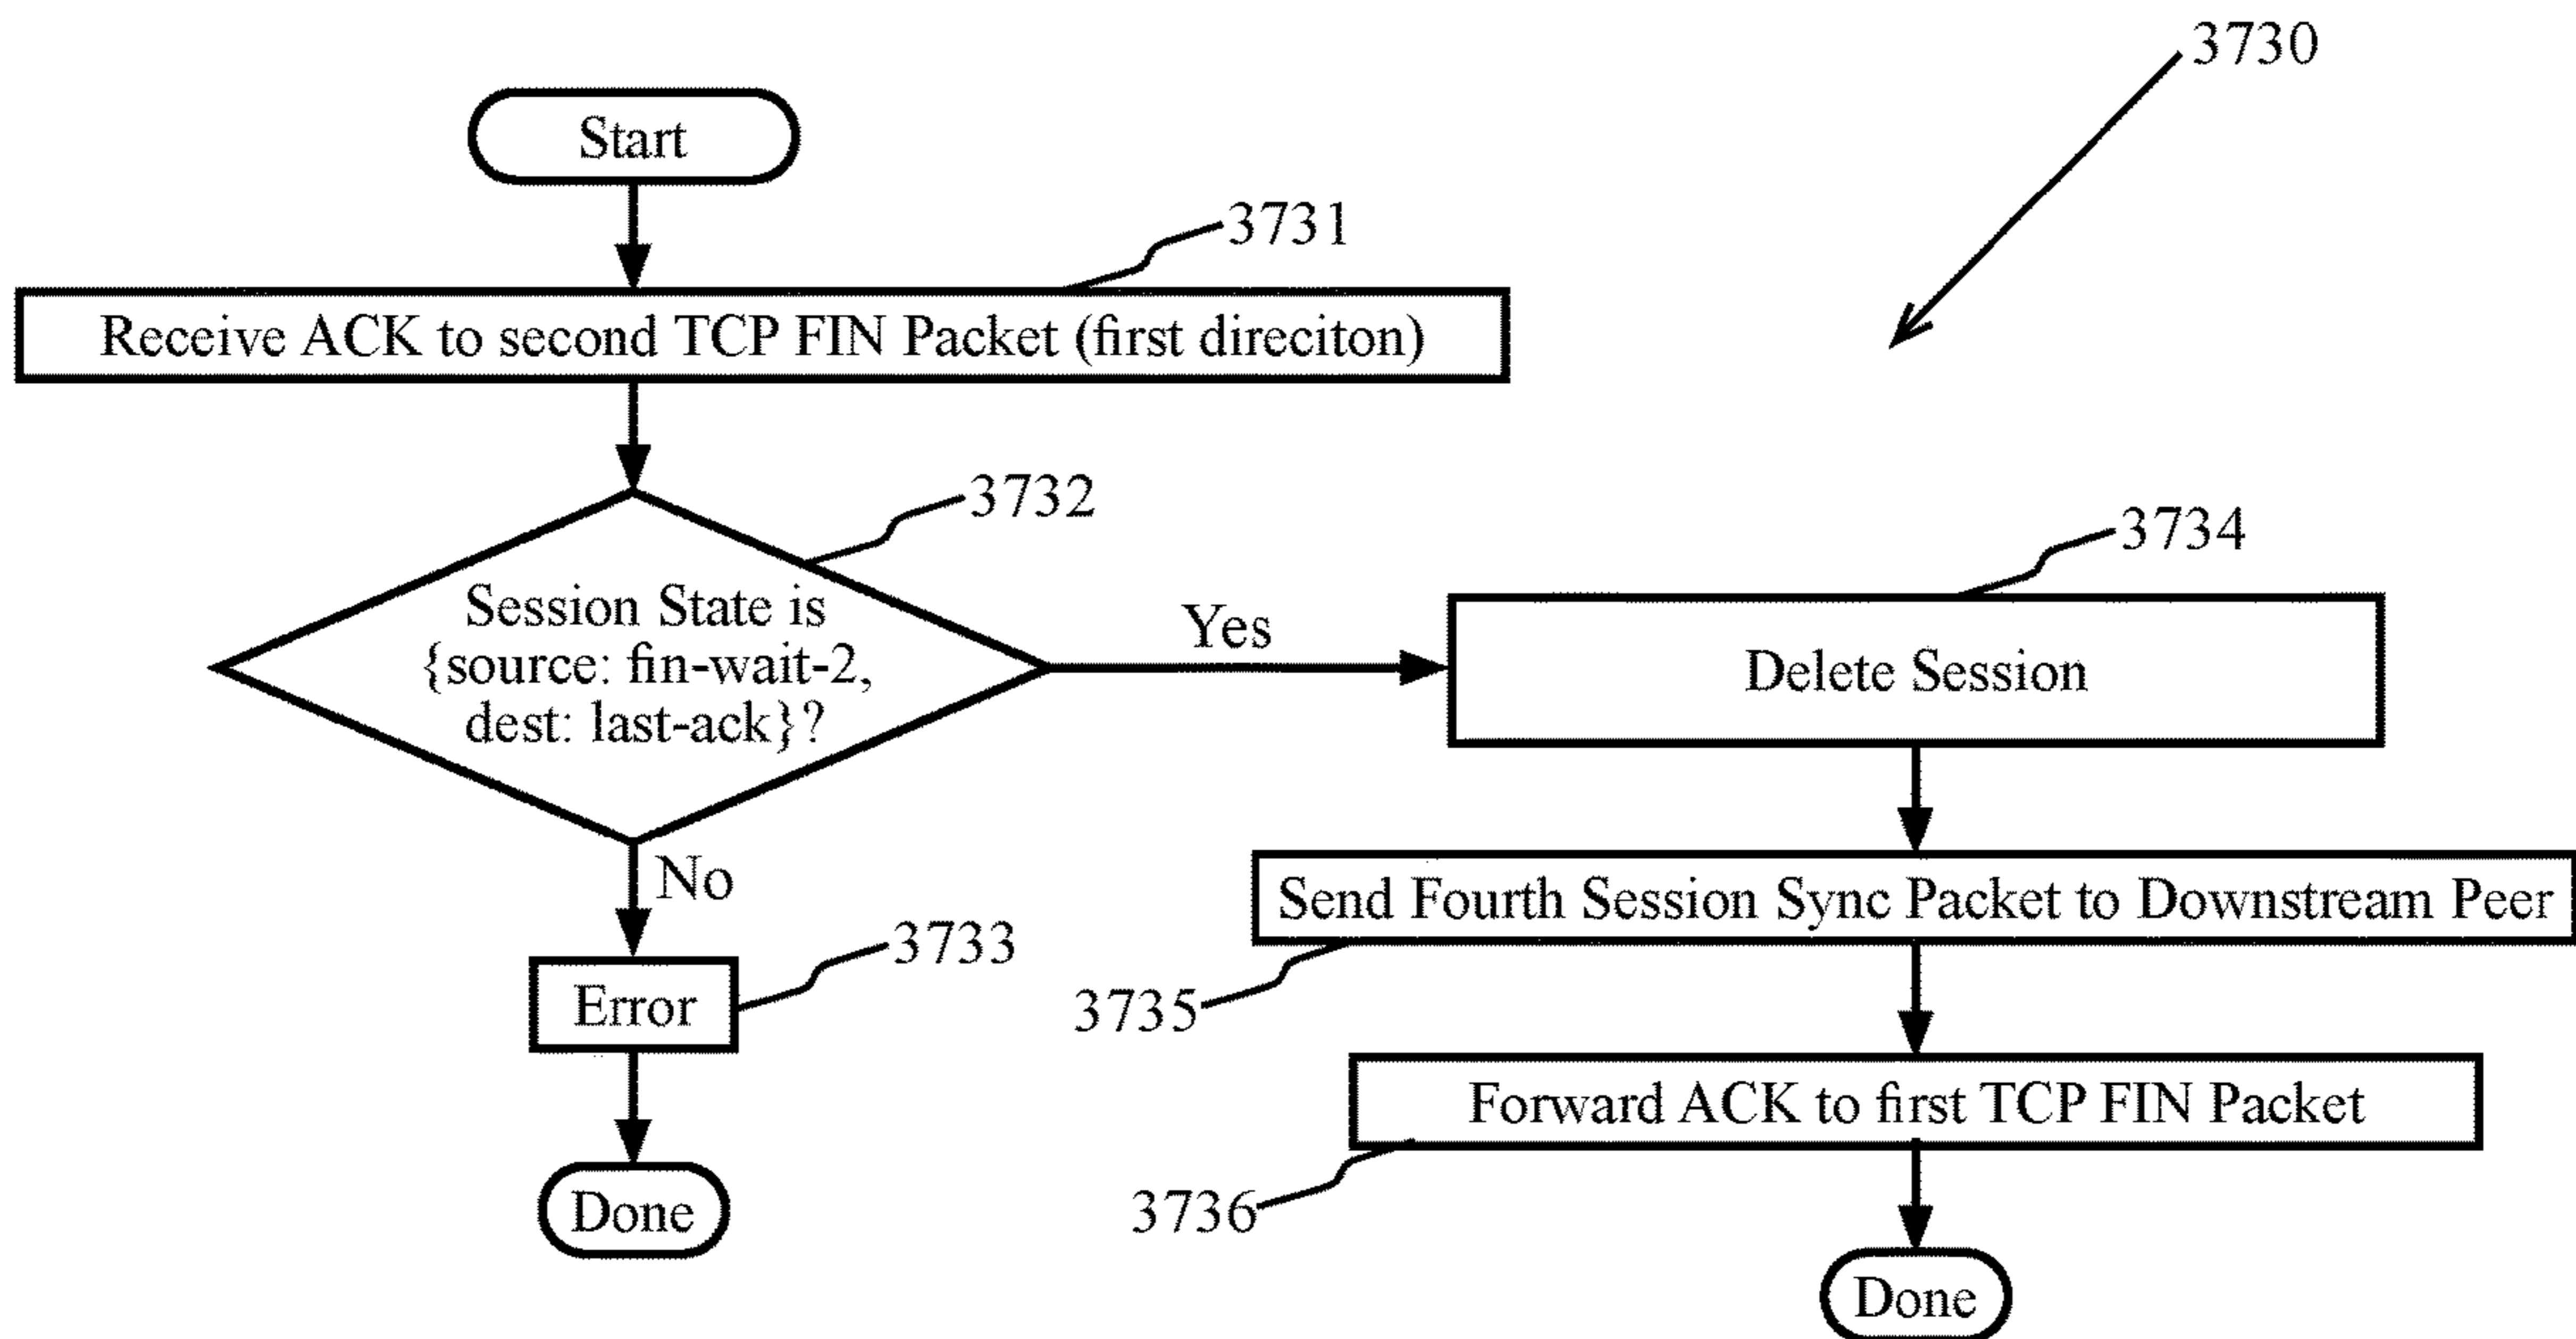 3730
Start
3731
Receive ACK to second TCP FIN Packet (first direciton)
3732
Session State is
{source: fin-wait-2,
dest: last-ack}?
Yes
3734
Delete Session
No
Send Fourth Session Sync Packet to Downstream Peer
3733
Error
3735
Forward ACK to first TCP FIN Packet
3736
Done
Done